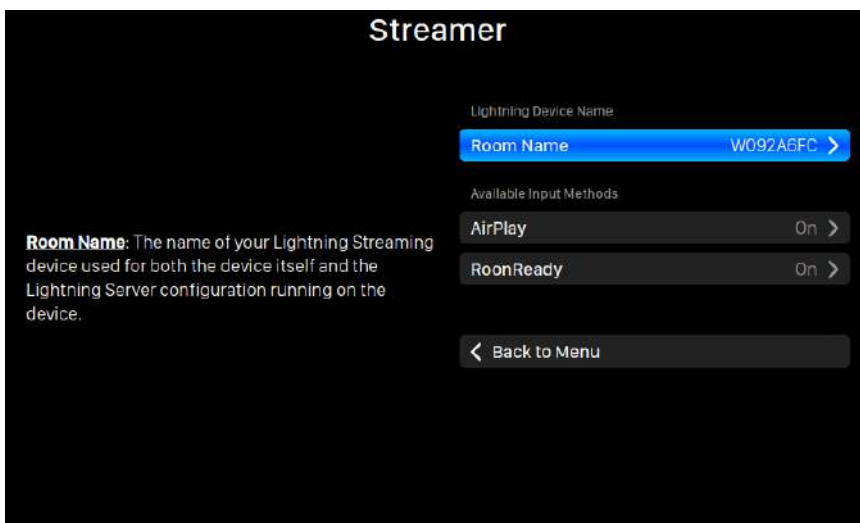 Streamer
Lightning Device Name
Room Name W092A6FC
Available Input Methods
AirPlay On
RoonReady On
Room Name: The name of your Lightning Streaming
device used for both the device itself and the
Lightning Server configuration running on the
device.
Back to Menu